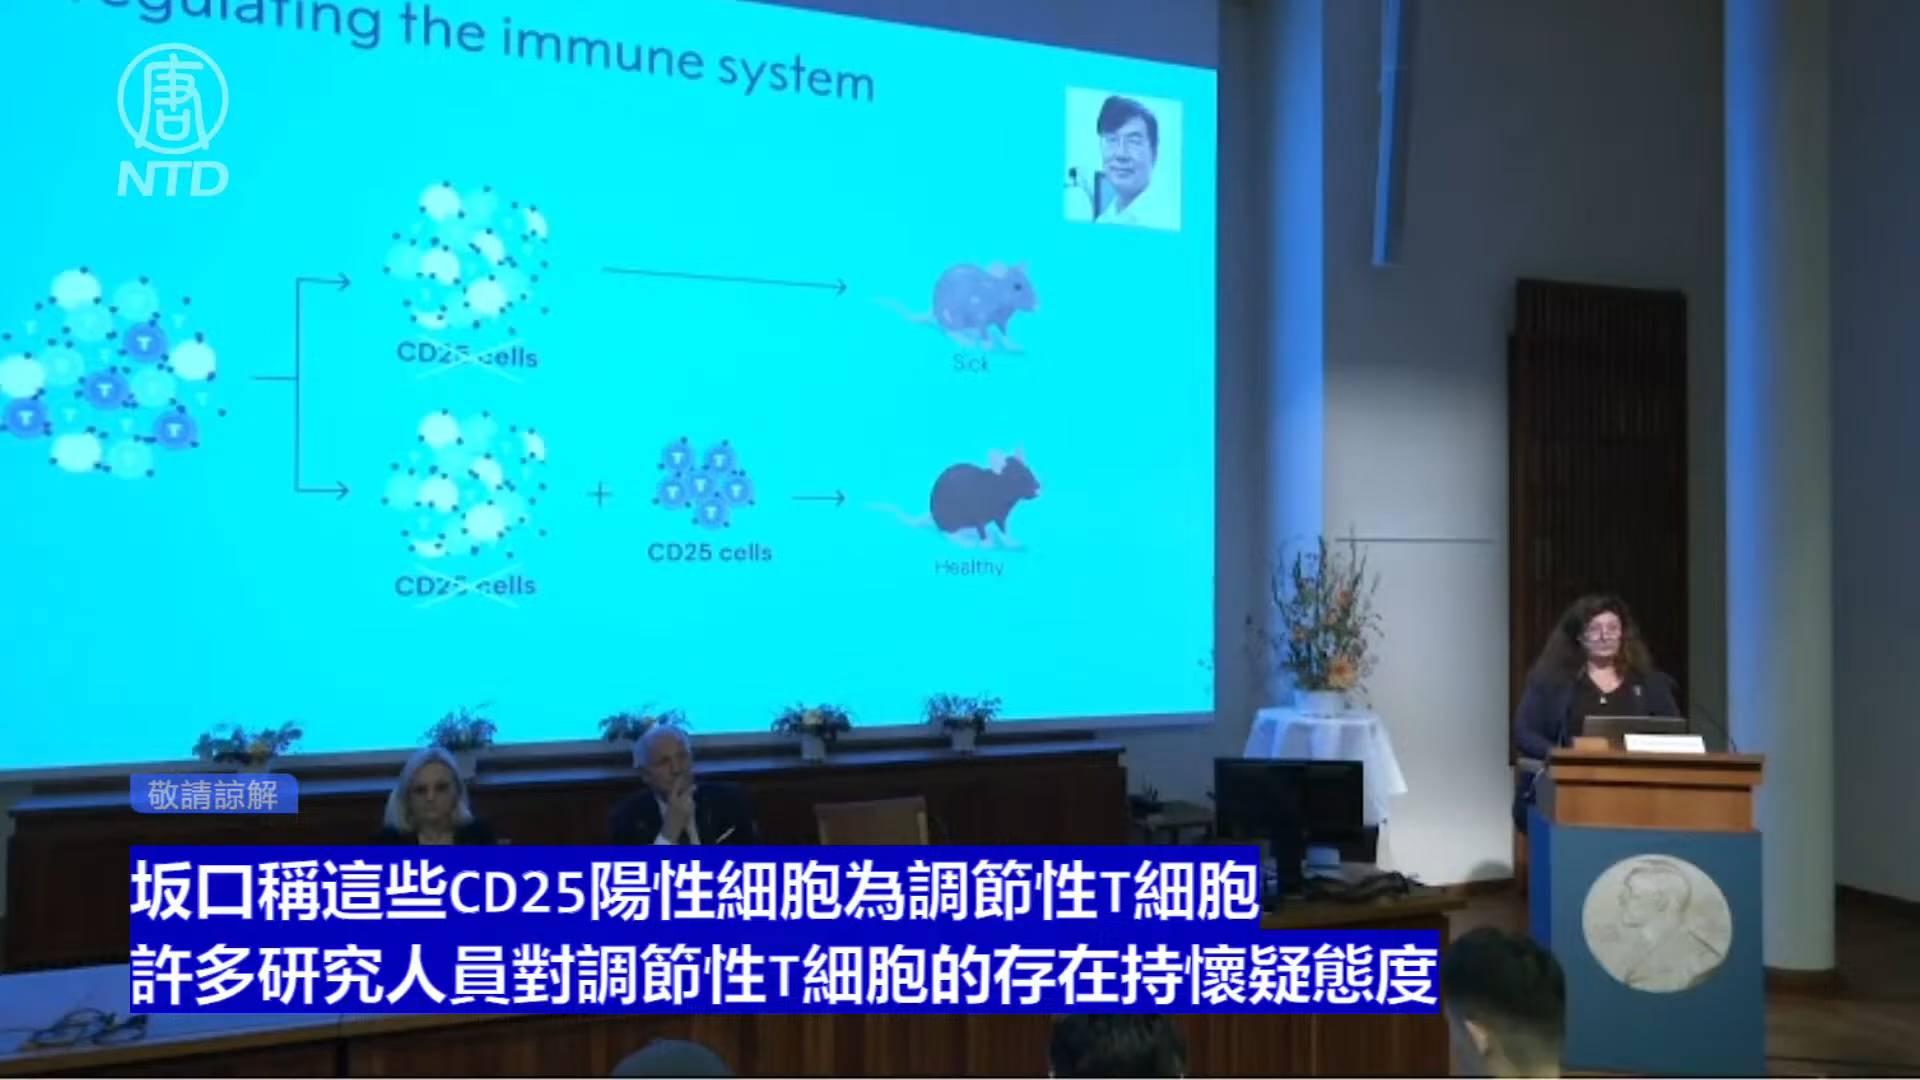 regulating the immune system
唐
NTD
T
T
T
T
CD25 cells
Sick
CD25 cells
+
T T
T T T
T
CD25 cells
Healthy
敬請諒解
坂口稱這些CD25陽性細胞為調節性T細胞
許多研究人員對調節性T細胞的存在持懷疑態度